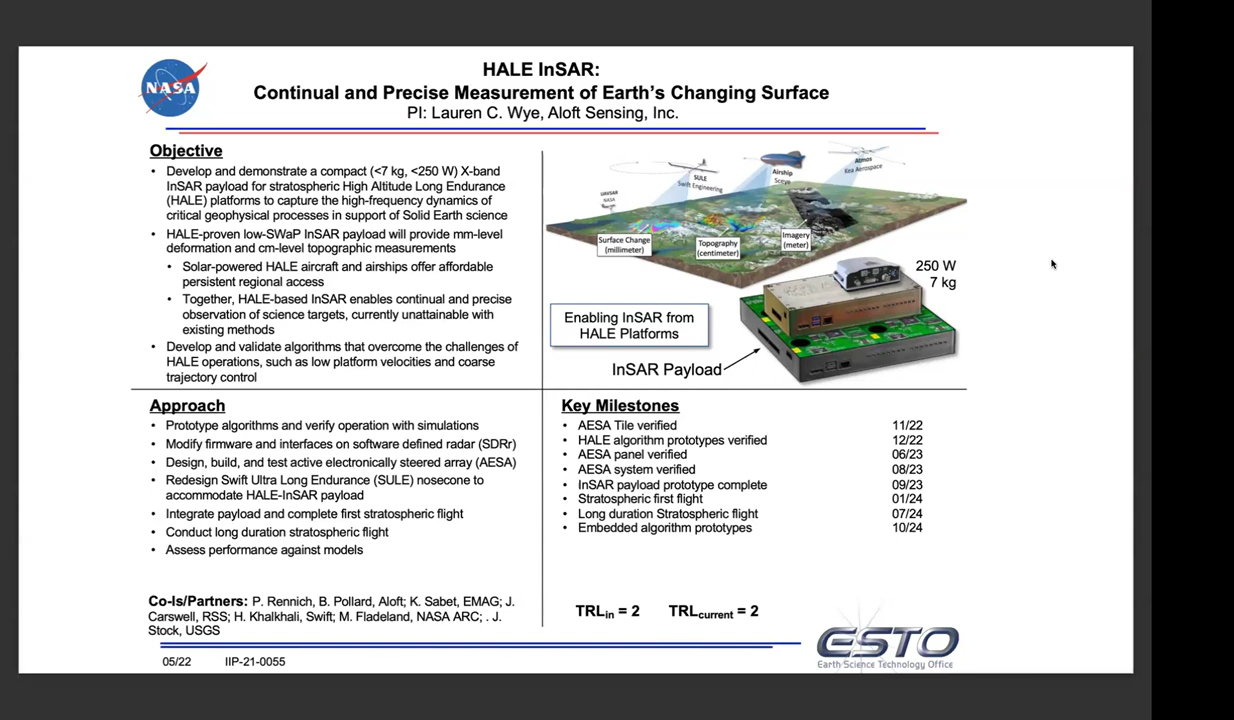 NASA
HALE InSAR:
Continual and Precise Measurement of Earth's Changing Surface
PI: Lauren C. Wye, Aloft Sensing, Inc.
Objective
• Develop and demonstrate a compact (<7 kg, <250 W) X-band
InSAR payload for stratospheric High Altitude Long Endurance
(HALE) platforms to capture the high-frequency dynamics of
critical geophysical processes in support of Solid Earth science
• HALE-proven low-SWaP InSAR payload will provide mm-level
deformation and cm-level topographic measurements
• Solar-powered HALE aircraft and airships offer affordable
persistent regional access
• Together, HALE-based InSAR enables continual and precise
observation of science targets, currently unattainable with
existing methods
• Develop and validate algorithms that overcome the challenges of
HALE operations, such as low platform velocities and coarse
trajectory control
UAVSAR
NASA
SULE
Swift Engineering
Airship
Sceye
Atmos
Kea Aerospace
Surface Change
(millimeter)
Topography
(centimeter)
Imagery
(meter)
250 W
7 kg
Enabling InSAR from
HALE Platforms
InSAR Payload
Approach
• Prototype algorithms and verify operation with simulations
• Modify firmware and interfaces on software defined radar (SDRr)
• Design, build, and test active electronically steered array (AESA)
• Redesign Swift Ultra Long Endurance (SULE) nosecone to
accommodate HALE-InSAR payload
• Integrate payload and complete first stratospheric flight
• Conduct long duration stratospheric flight
• Assess performance against models
Co-Is/Partners: P. Rennich, B. Pollard, Aloft; K. Sabet, EMAG; J.
Carswell, RSS; H. Khalkhali, Swift; M. Fladeland, NASA ARC; . J.
Stock, USGS
Key Milestones
• AESA Tile verified 11/22
• HALE algorithm prototypes verified 12/22
• AESA panel verified 06/23
• AESA system verified 08/23
• InSAR payload prototype complete 09/23
• Stratospheric first flight 01/24
• Long duration Stratospheric flight 07/24
• Embedded algorithm prototypes 10/24
TRLin = 2 TRLcurrent = 2
ESTO
Earth Science Technology Office
05/22 IIP-21-0055